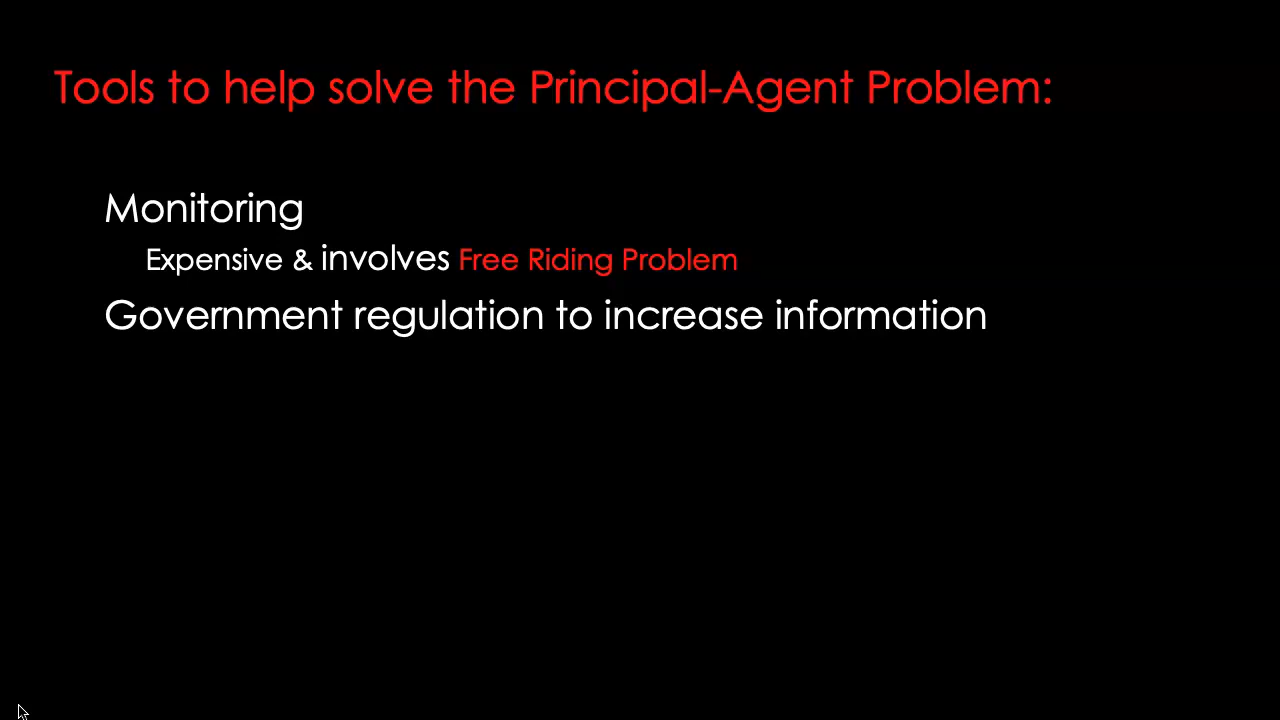 Tools to help solve the Principal-Agent Problem:
Monitoring
Expensive & involves Free Riding Problem
Government regulation to increase information